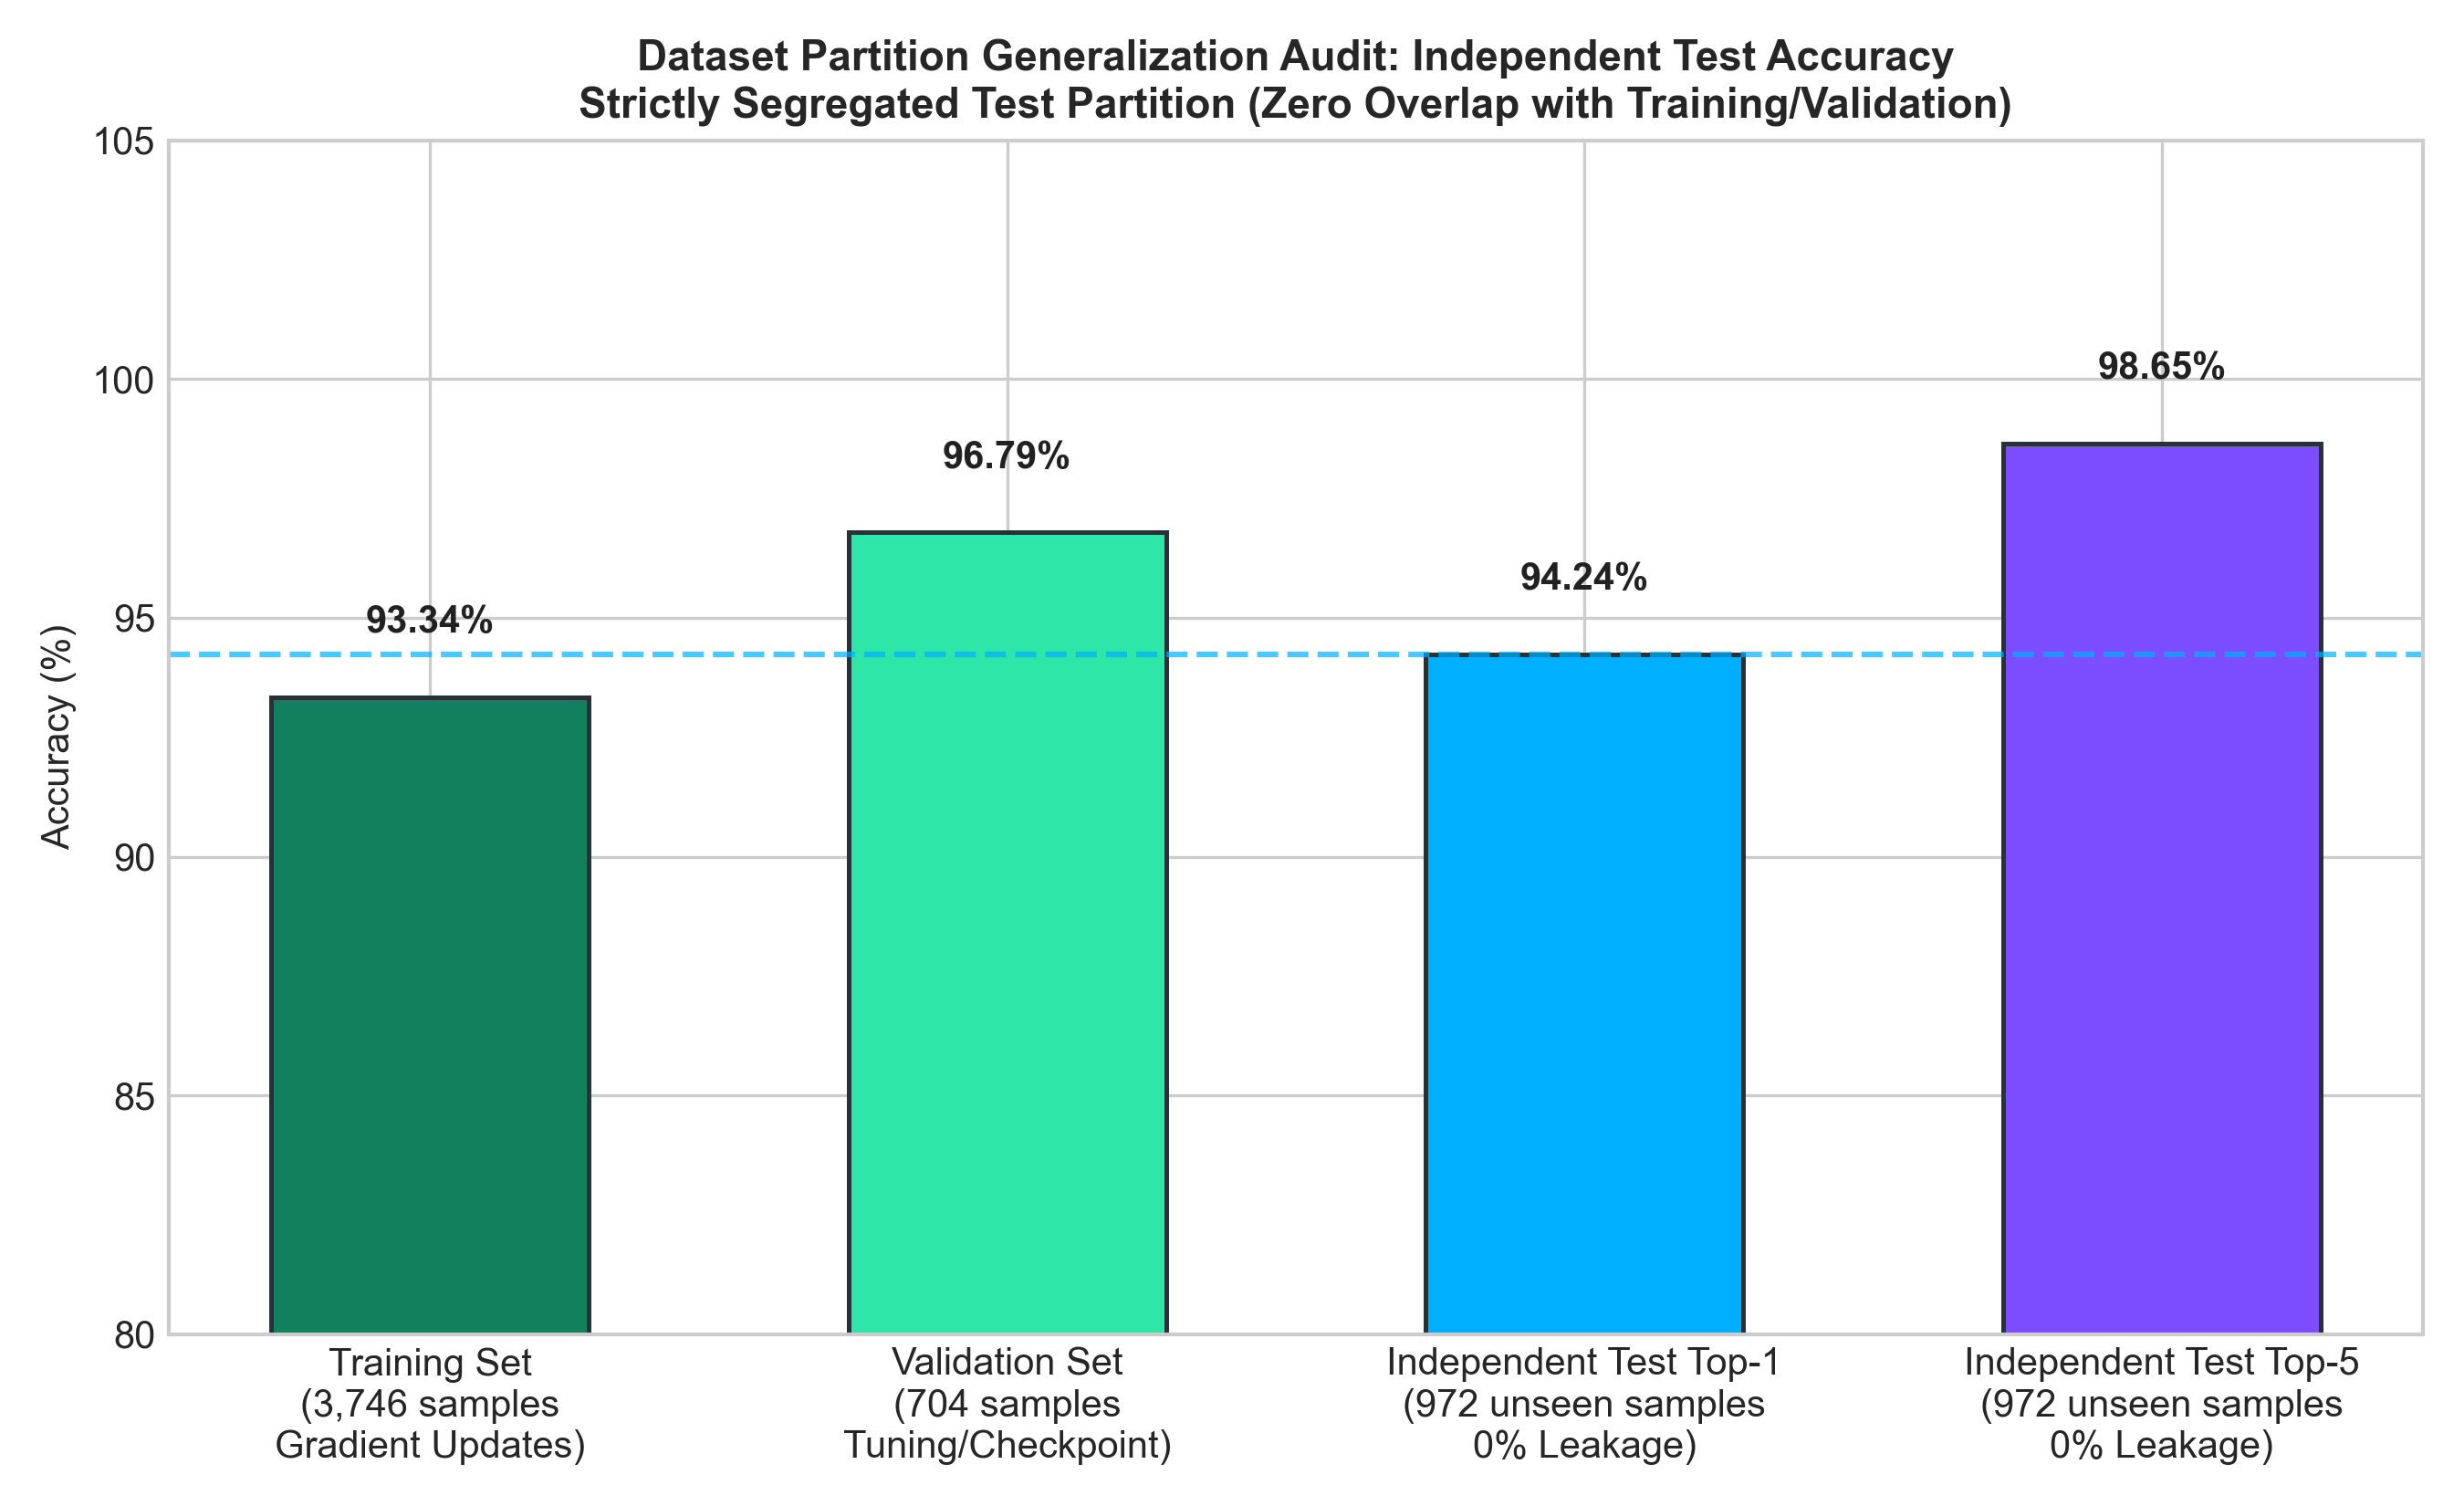 Dataset Partition Generalization Audit: Independent Test Accuracy
Strictly Segregated Test Partition (Zero Overlap with Training/Validation)
105
100
95
90
85
80
Accuracy (%)
93.34%
96.79%
94.24%
98.65%
Training Set
(3,746 samples
Gradient Updates)
Validation Set
(704 samples
Tuning/Checkpoint)
Independent Test Top-1
(972 unseen samples
0% Leakage)
Independent Test Top-5
(972 unseen samples
0% Leakage)